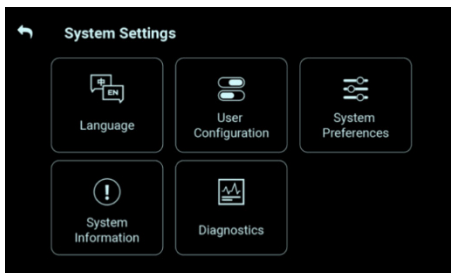 System Settings
中
EN
Language
User
Configuration
System
Preferences
System
Information
Diagnostics